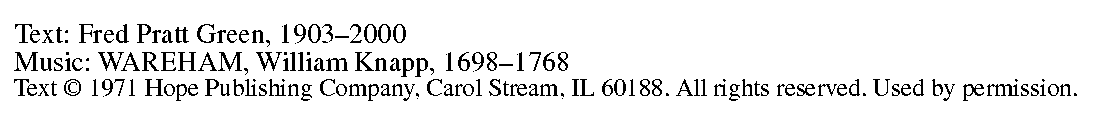 Text: Fred Pratt Green, 1903–2000
Music: WAREHAM, William Knapp, 1698–1768
Text © 1971 Hope Publishing Company, Carol Stream, IL 60188. All rights reserved. Used by permission.